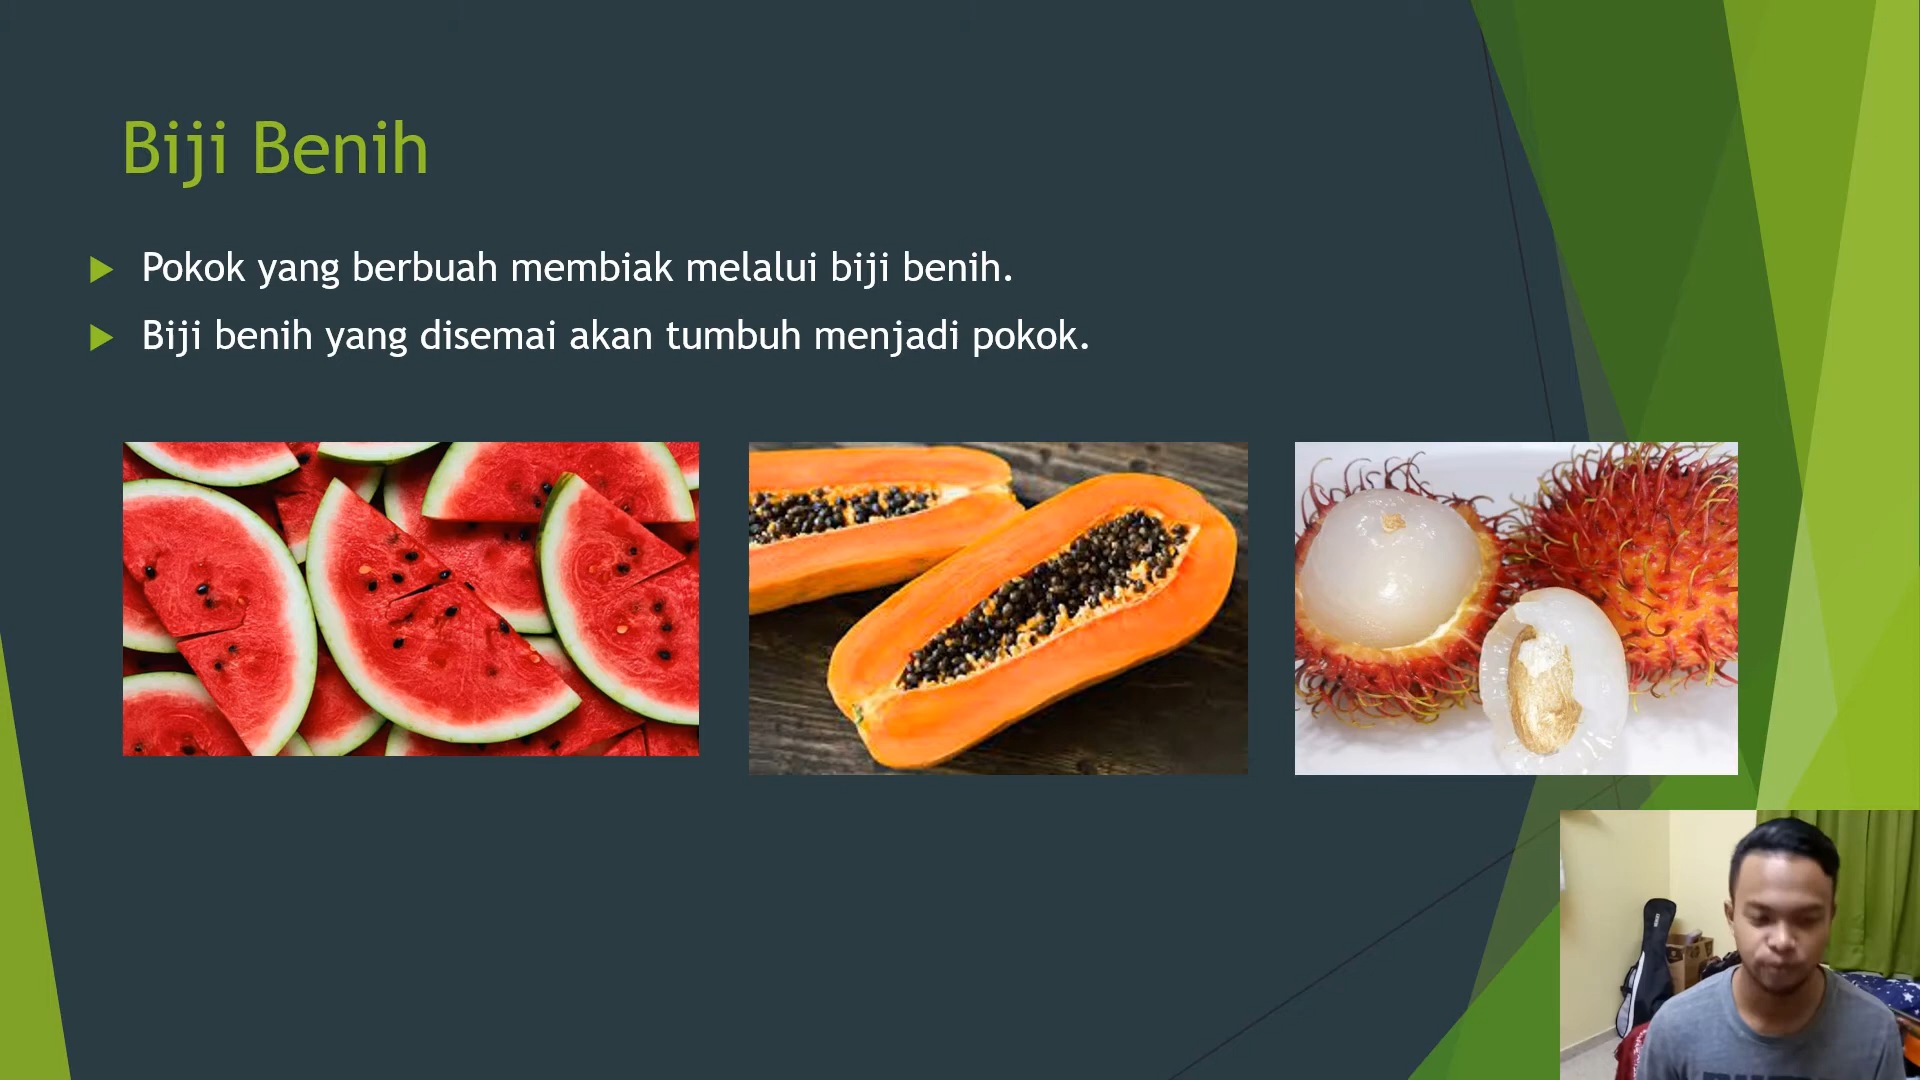 Biji Benih
Pokok yang berbuah membiak melalui biji benih.
Biji benih yang disemai akan tumbuh menjadi pokok.